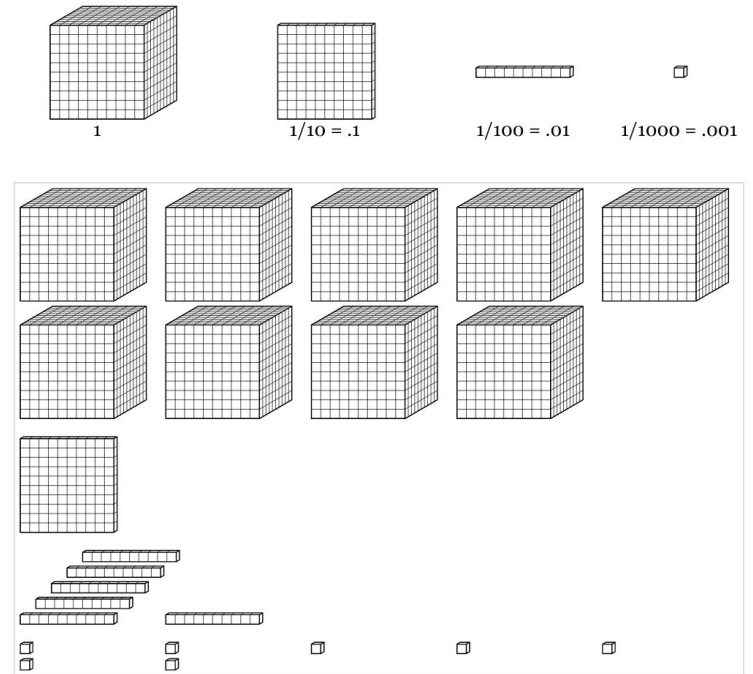 1 1/10 = .1 1/100 = .01 1/1000 = .001